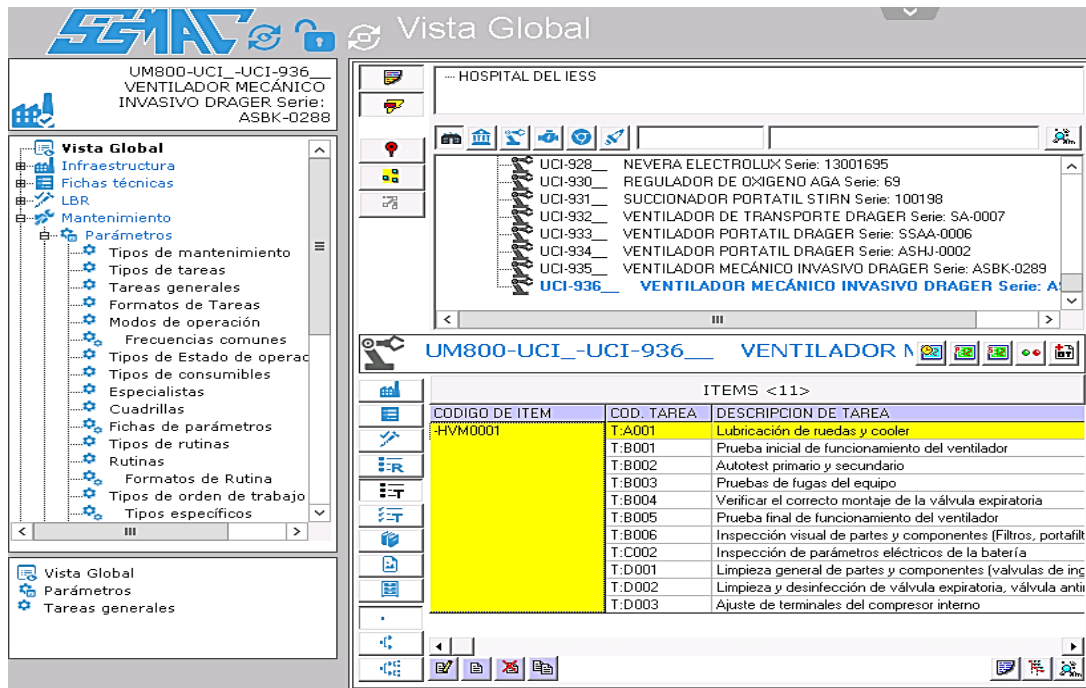 SGMAC
Vista Global
UM800-UCI_-UCI-936__
VENTILADOR MECÁNICO
INVASIVO DRAGER Serie:
ASBK-0288
Vista Global
Infraestructura
Fichas técnicas
LBR
Mantenimiento
Parámetros
Tipos de mantenimiento
Tipos de tareas
Tareas generales
Formatos de Tareas
Modos de operación
Frecuencias comunes
Tipos de Estado de operac
Tipos de consumibles
Especialistas
Cuadrillas
Fichas de parámetros
Tipos de rutinas
Rutinas
Formatos de Rutina
Tipos de orden de trabajo
Tipos específicos
Vista Global
Parámetros
Tareas generales
HOSPITAL DEL IESS
UCI-928__ NEVERA ELECTROLUX Serie: 13001695
UCI-930__ REGULADOR DE OXIGENO AGA Serie: 69
UCI-931__ SUCCIONADOR PORTATIL STIRN Serie: 100198
UCI-932__ VENTILADOR DE TRANSPORTE DRAGER Serie: SA-0007
UCI-933__ VENTILADOR PORTATIL DRAGER Serie: SSAA-0006
UCI-934__ VENTILADOR PORTATIL DRAGER Serie: ASHJ-0002
UCI-935__ VENTILADOR MECÁNICO INVASIVO DRAGER Serie: ASBK-0289
UCI-936__ VENTILADOR MECÁNICO INVASIVO DRAGER Serie: A
UM800-UCI_-UCI-936__ VENTILADOR
ITEMS <11>
CODIGO DE ITEM COD. TAREA DESCRIPCION DE TAREA
-HVM0001 T:A001 Lubricación de ruedas y cooler
T:B001 Prueba inicial de funcionamiento del ventilador
T:B002 Autotest primario y secundario
T:B003 Pruebas de fugas del equipo
T:B004 Verificar el correcto montaje de la válvula expiratoria
T:B005 Prueba final de funcionamiento del ventilador
T:B006 Inspección visual de partes y componentes (Filtros, portafilt
T:C002 Inspección de parámetros eléctricos de la batería
T:D001 Limpieza general de partes y componentes (valvulas de ing
T:D002 Limpieza y desinfección de válvula expiratoria, válvula anti
T:D003 Ajuste de terminales del compresor interno